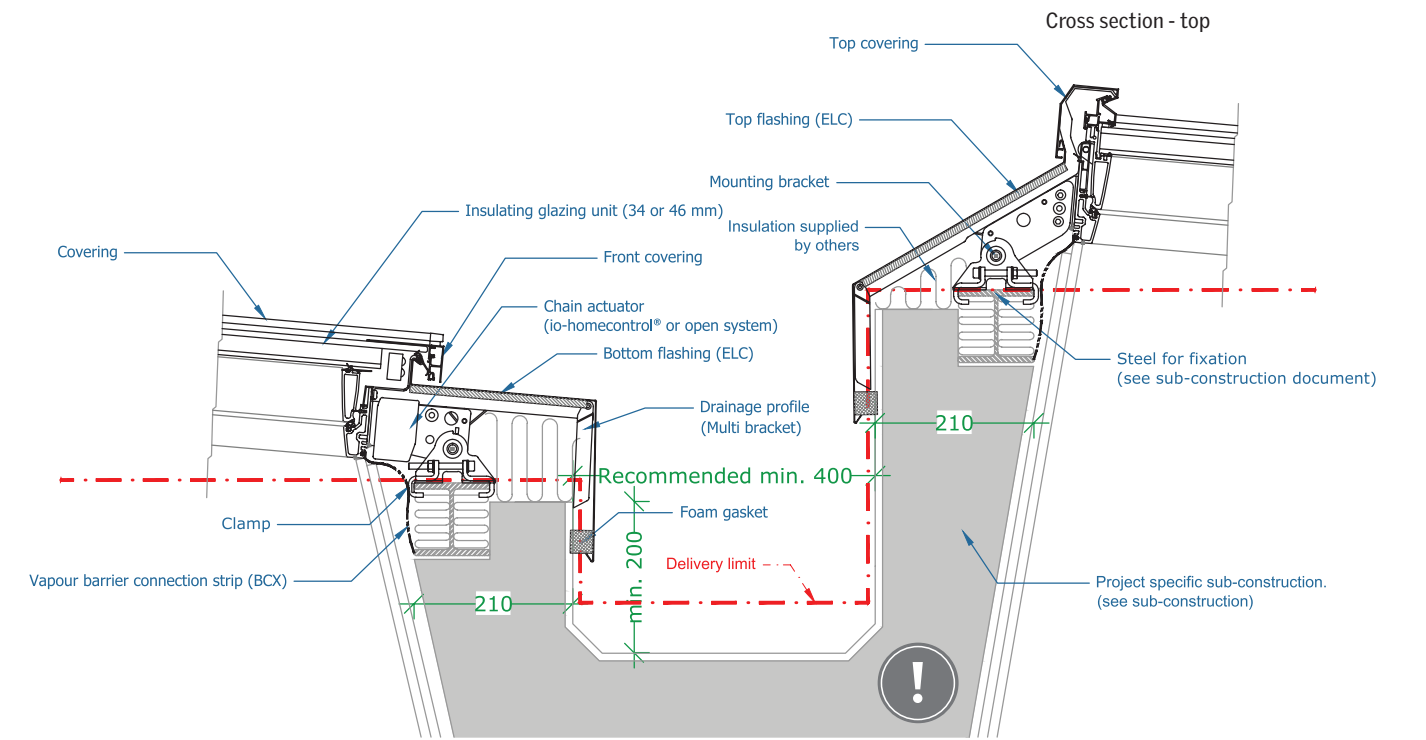 Cross section - top
Top covering
Top flashing (ELC)
Mounting bracket
Insulating glazing unit (34 or 46 mm)
Insulation supplied
by others
Covering
Front covering
Chain actuator
(io-homecontrol® or open system)
Bottom flashing (ELC)
Steel for fixation
(see sub-construction document)
Drainage profile
(Multi bracket)
210
Recommended min. 400
Clamp
Foam gasket
min. 200
Delivery limit
Vapour barrier connection strip (BCX)
Project specific sub-construction.
(see sub-construction)
210
!